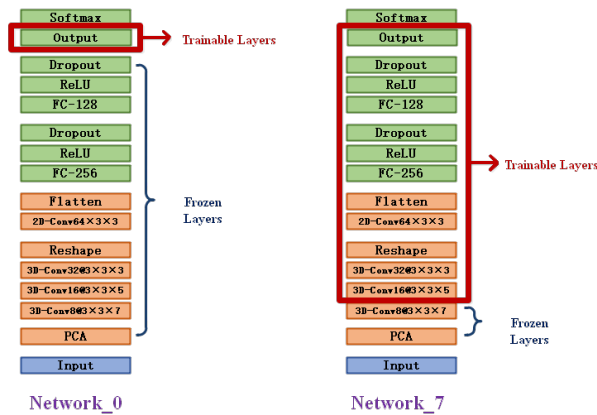 Softmax
Output
Trainable Layers
Dropout
ReLU
FC-128
Dropout
ReLU
FC-256
Frozen
Layers
Flatten
2D-Conv64×3×3
Reshape
3D-Conv32@3×3×3
3D-Conv16@3×3×5
3D-Conv8@3×3×7
PCA
Input
Network_0
Softmax
Output
Dropout
ReLU
FC-128
Dropout
ReLU
FC-256
Trainable Layers
Flatten
2D-Conv64×3×3
Reshape
3D-Conv32@3×3×3
3D-Conv16@3×3×5
3D-Conv8@3×3×7
PCA
Frozen
Layers
Input
Network_7